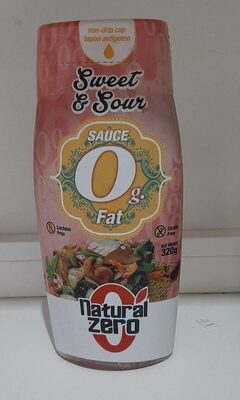 non-drip cap
tapón antigoteo
Sweet
& Sour
SAUCE
0g.
Fat
Lactose
Free
Gluten
Free
Net Weight
320g
natural
zero